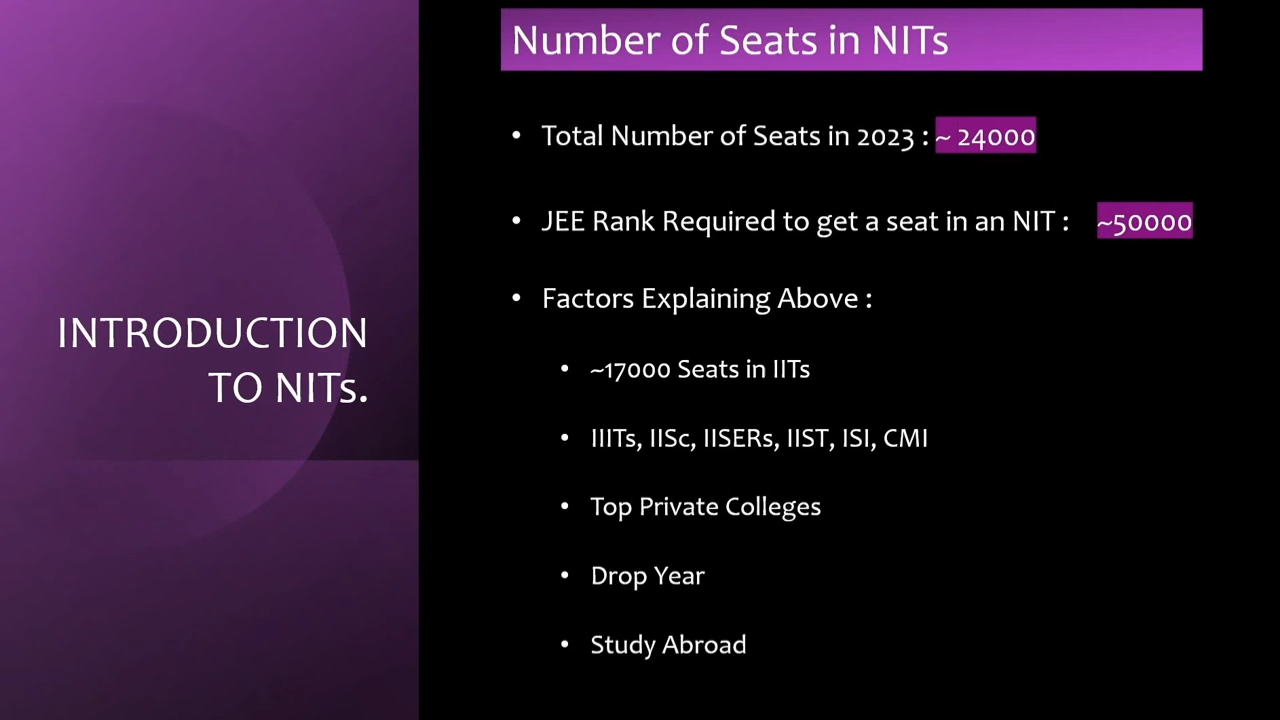 INTRODUCTION
TO NITs.
Number of Seats in NITs
• Total Number of Seats in 2023 : ~ 24000
• JEE Rank Required to get a seat in an NIT : ~50000
• Factors Explaining Above :
• ~17000 Seats in IITs
• IIITs, IISc, IISERs, IIST, ISI, CMI
• Top Private Colleges
• Drop Year
• Study Abroad